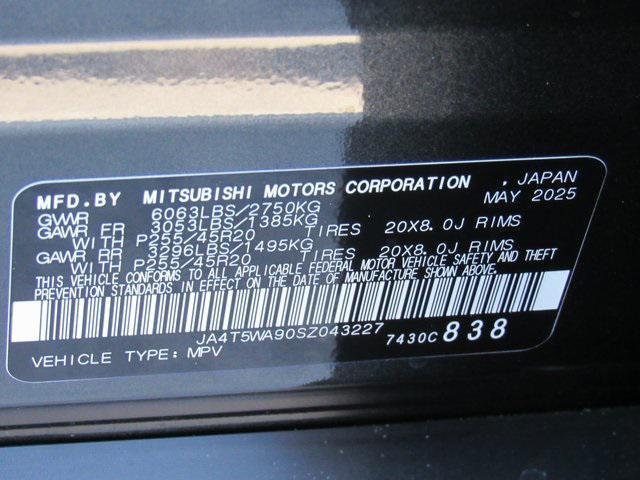 MFD.BY MITSUBISHI MOTORS CORPORATION , JAPAN
MAY 2025
GVWR 6063LBS/2750KG
GAWR FR 3053LBS/1385KG
WITH P255/45R20 TIRES 20X8.0J RIMS
GAWR RR 3296LBS/1495KG
WITH P255/45R20 TIRES 20X8.0J RIMS
THIS VEHICLE CONFORMS TO ALL APPLICABLE FEDERAL MOTOR VEHICLE SAFETY AND THEFT
PREVENTION STANDARDS IN EFFECT ON THE DATE OF MANUFACTURE SHOWN ABOVE.
JA4T5WA90SZ043227 7430C 838
VEHICLE TYPE: MPV